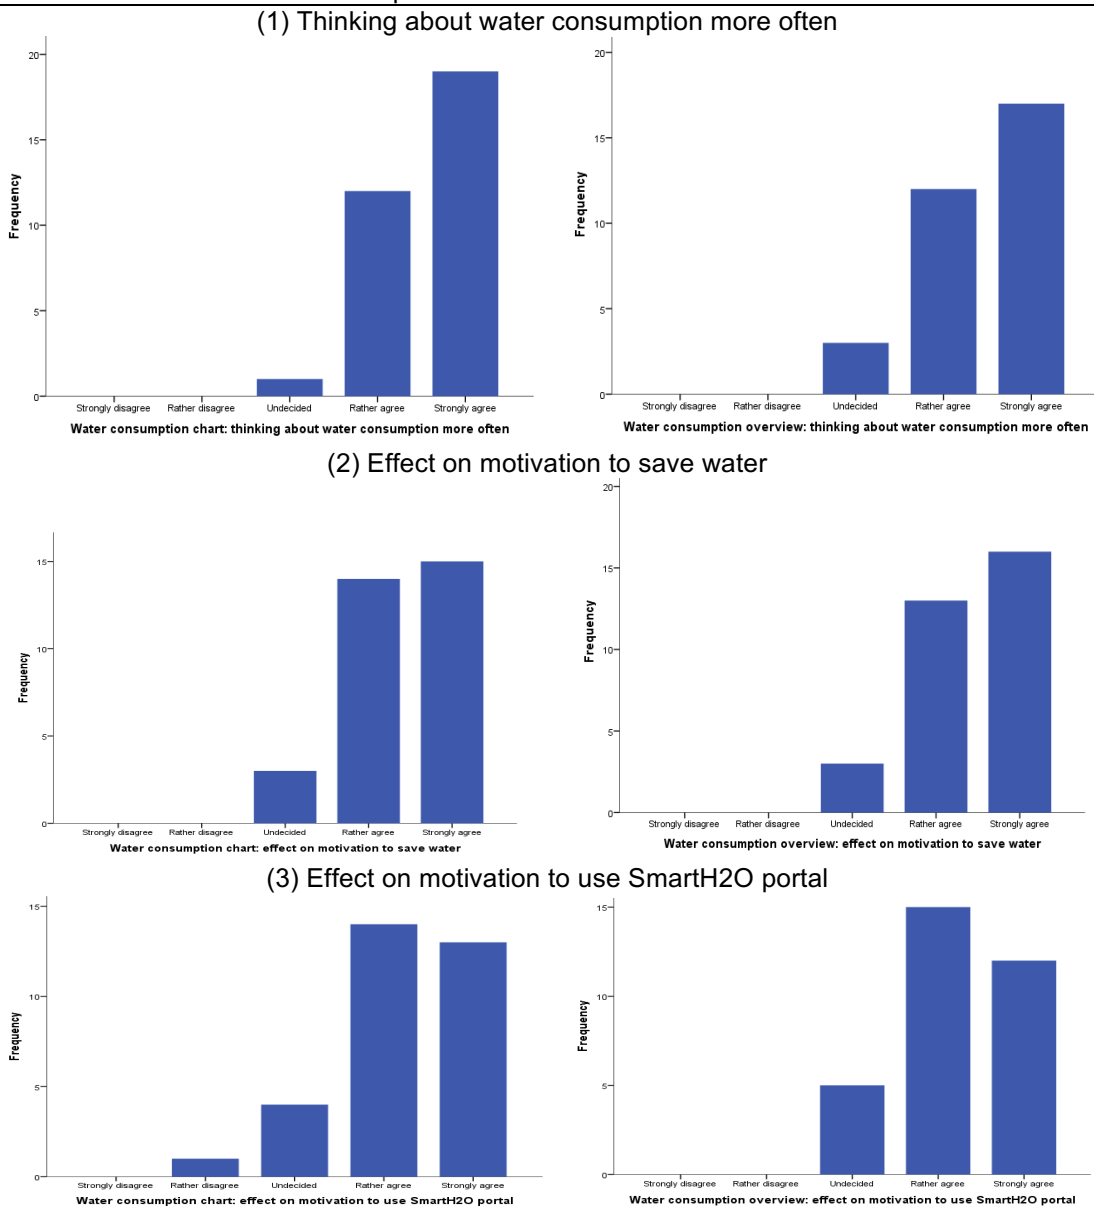 (1) Thinking about water consumption more often
20
15
10
5
0
Frequency
Strongly disagree Rather disagree Undecided Rather agree Strongly agree
Water consumption chart: thinking about water consumption more often
20
15
10
5
0
Frequency
Strongly disagree Rather disagree Undecided Rather agree Strongly agree
Water consumption overview: thinking about water consumption more often
(2) Effect on motivation to save water
15
10
5
0
Frequency
Strongly disagree Rather disagree Undecided Rather agree Strongly agree
Water consumption chart: effect on motivation to save water
20
15
10
5
0
Frequency
Strongly disagree Rather disagree Undecided Rather agree Strongly agree
Water consumption overview: effect on motivation to save water
(3) Effect on motivation to use SmartH2O portal
15
10
5
0
Frequency
Strongly disagree Rather disagree Undecided Rather agree Strongly agree
Water consumption chart: effect on motivation to use SmartH2O portal
15
10
5
0
Frequency
Strongly disagree Rather disagree Undecided Rather agree Strongly agree
Water consumption overview: effect on motivation to use SmartH2O portal